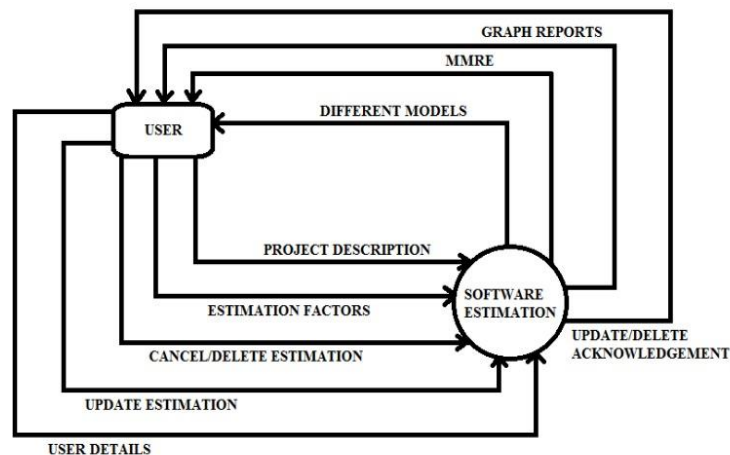 GRAPH REPORTS
MMRE
DIFFERENT MODELS
USER
PROJECT DESCRIPTION
SOFTWARE
ESTIMATION
ESTIMATION FACTORS
UPDATE/DELETE
ACKNOWLEDGEMENT
CANCEL/DELETE ESTIMATION
UPDATE ESTIMATION
USER DETAILS